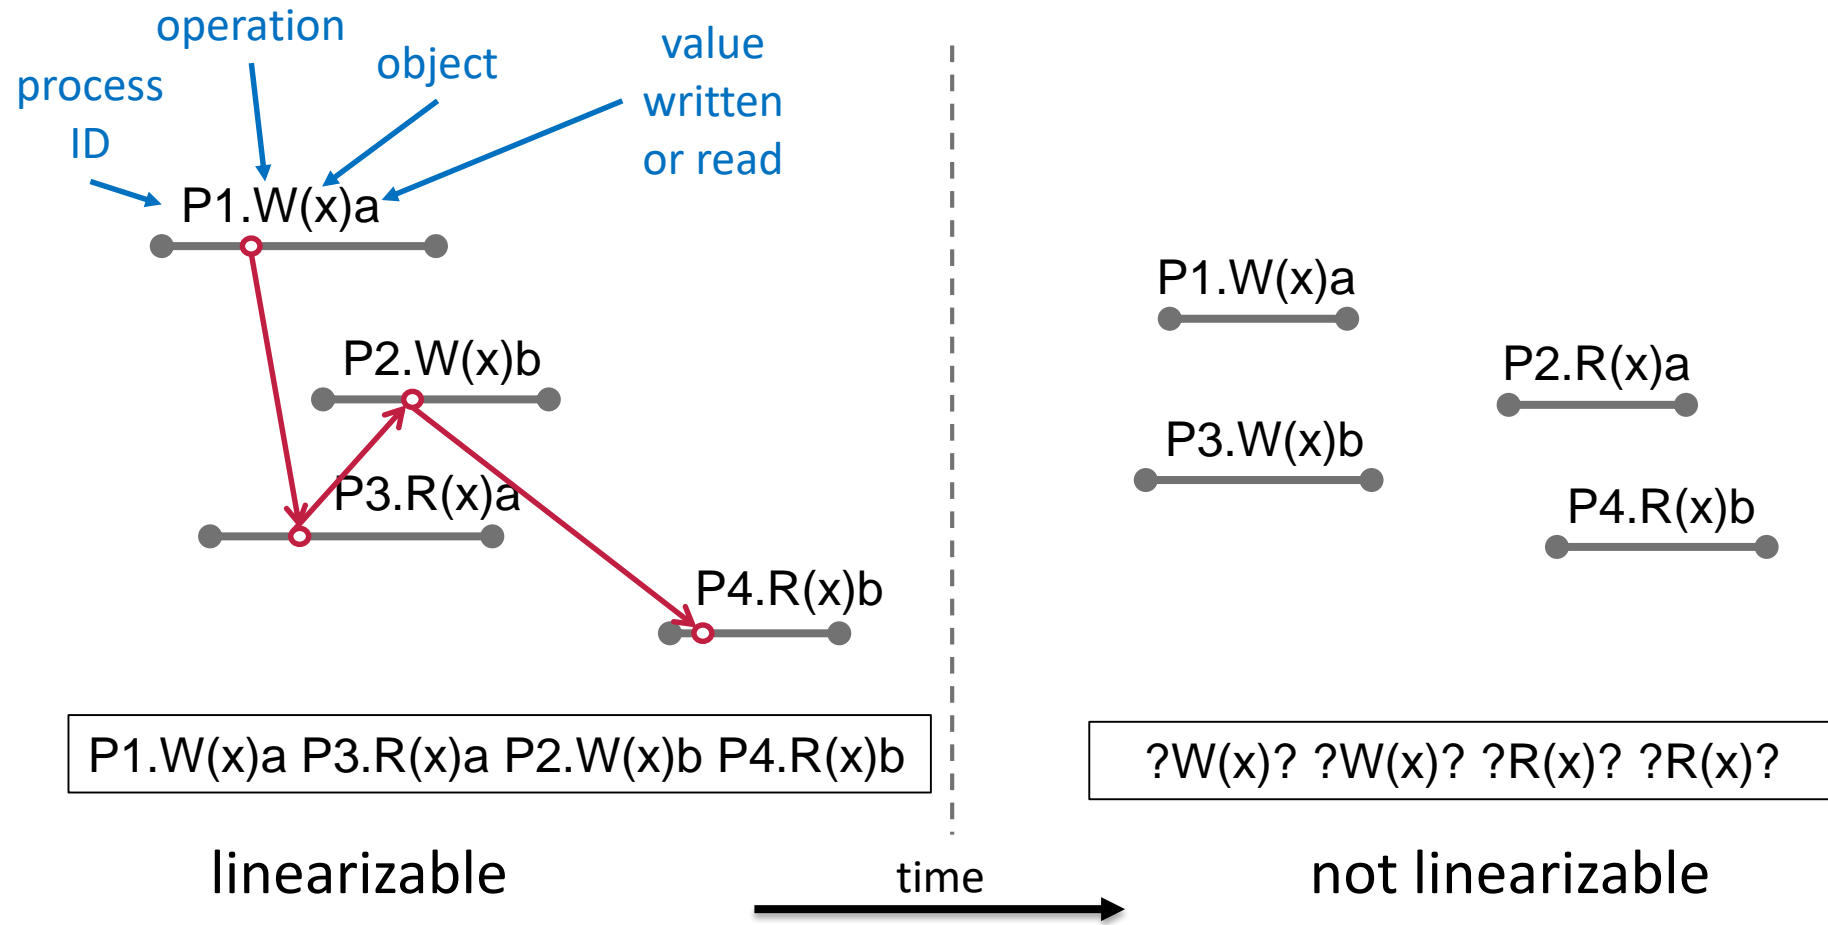 operation
object
value
written
or read
process
ID
P1.W(x)a
P2.W(x)b
P3.R(x)a
P4.R(x)b
P1.W(x)a P3.R(x)a P2.W(x)b P4.R(x)b
linearizable
time
P1.W(x)a
P2.R(x)a
P3.W(x)b
P4.R(x)b
?W(x)? ?W(x)? ?R(x)? ?R(x)?
not linearizable